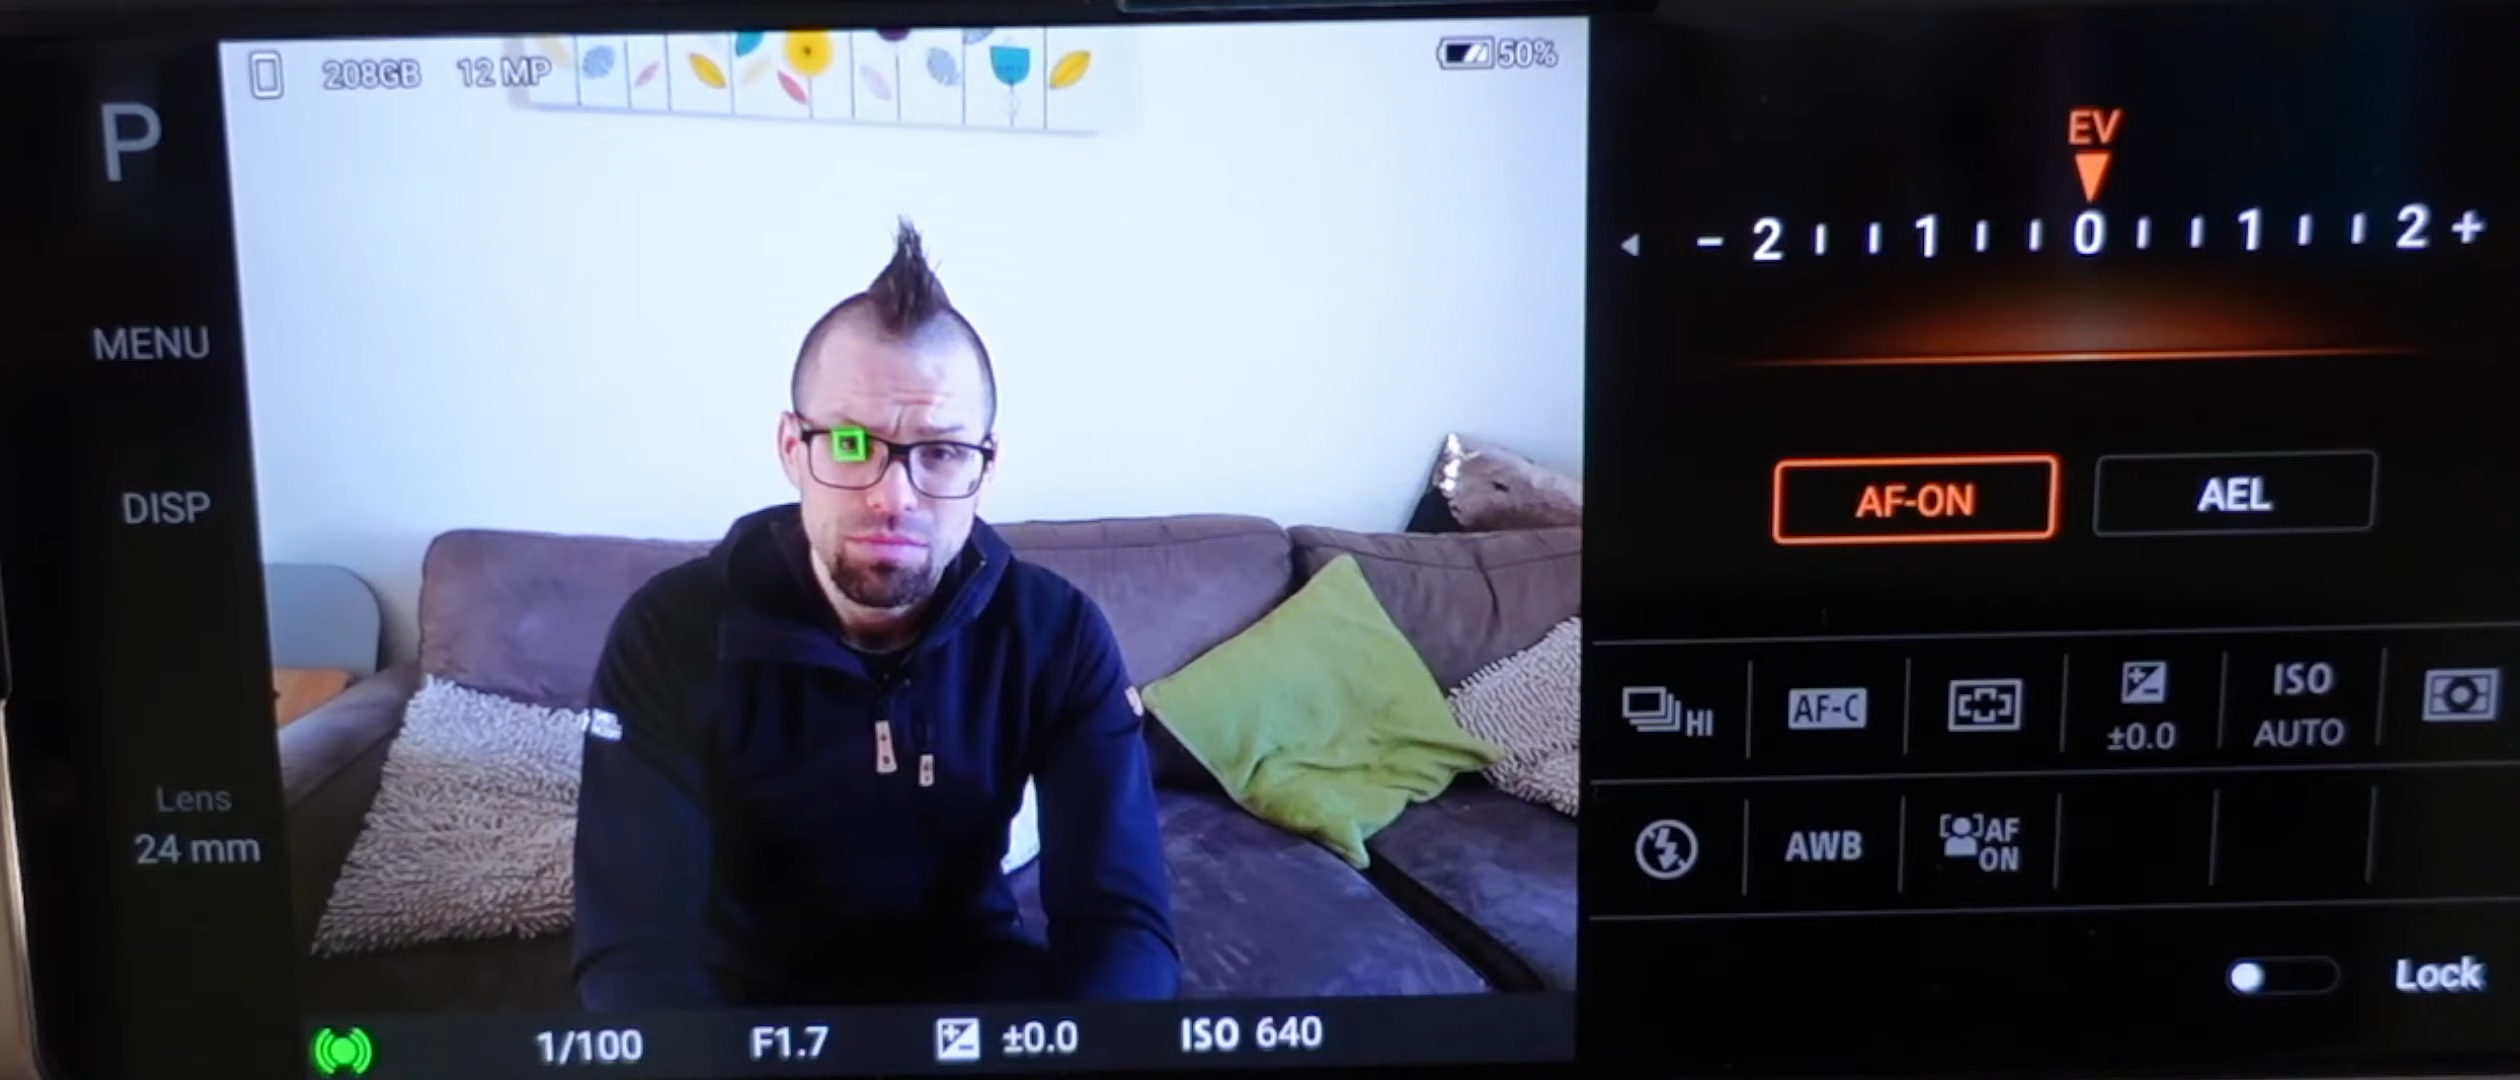 P
MENU
DISP
Lens
24 mm
208GB 12 MP
50%
1/100 F1.7 ±0.0 ISO 640
EV
− 2 1 0 1 2 +
AF-ON AEL
HI AF-C ±0.0 ISO AUTO
AWB AF ON
Lock